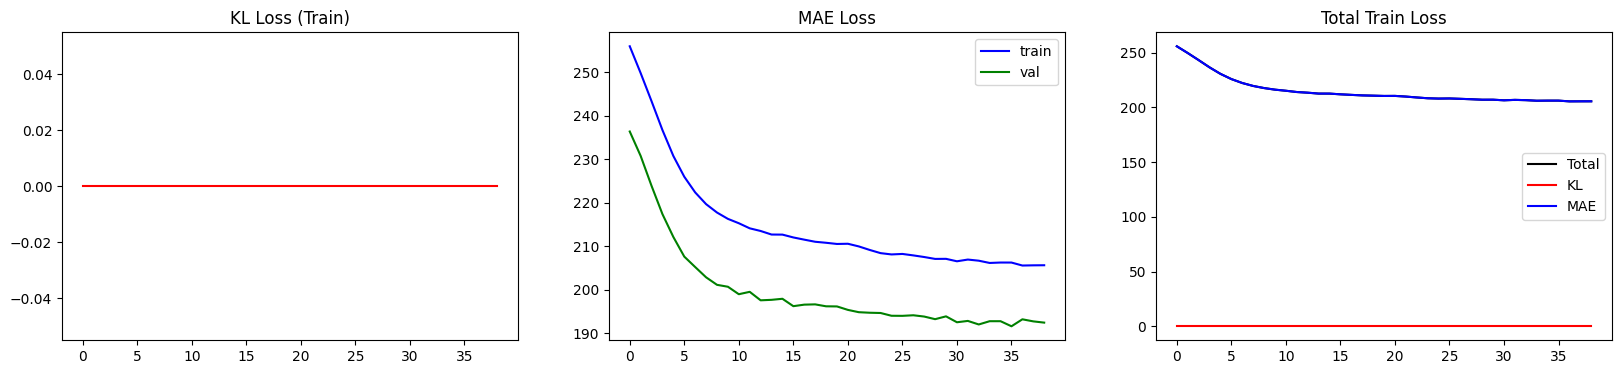 KL Loss (Train)
0.04
0.02
0.00
−0.02
−0.04
0 5 10 15 20 25 30 35
MAE Loss
train
val
250
240
230
220
210
200
190
0 5 10 15 20 25 30 35
Total Train Loss
Total
KL
MAE
250
200
150
100
50
0
0 5 10 15 20 25 30 35